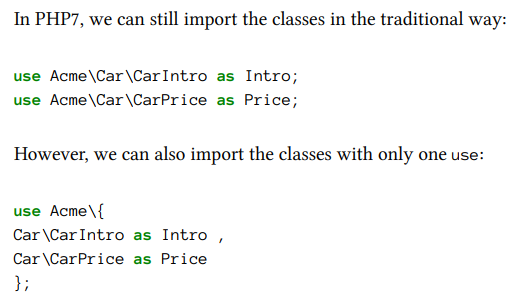 In PHP7, we can still import the classes in the traditional way:
use Acme\Car\CarIntro as Intro;
use Acme\Car\CarPrice as Price;
However, we can also import the classes with only one use:
use Acme\{
Car\CarIntro as Intro ,
Car\CarPrice as Price
};